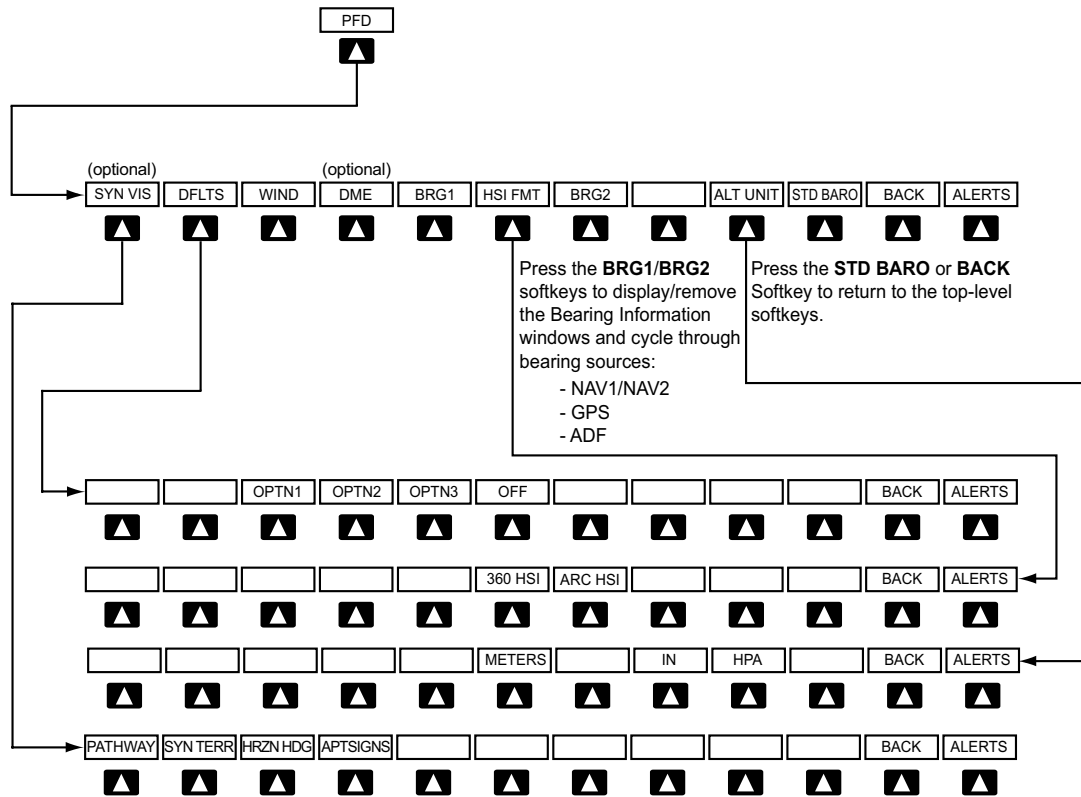 PFD
(optional) (optional)
SYN VIS DFLTS WIND DME BRG1 HSI FMT BRG2 ALT UNIT STD BARO BACK ALERTS
Press the BRG1/BRG2
softkeys to display/remove
the Bearing Information
windows and cycle through
bearing sources:
- NAV1/NAV2
- GPS
- ADF
Press the STD BARO or BACK
Softkey to return to the top-level
softkeys.
OPTN1 OPTN2 OPTN3 OFF BACK ALERTS
360 HSI ARC HSI BACK ALERTS
METERS IN HPA BACK ALERTS
PATHWAY SYN TERR HRZN HDG APTSIGNS BACK ALERTS